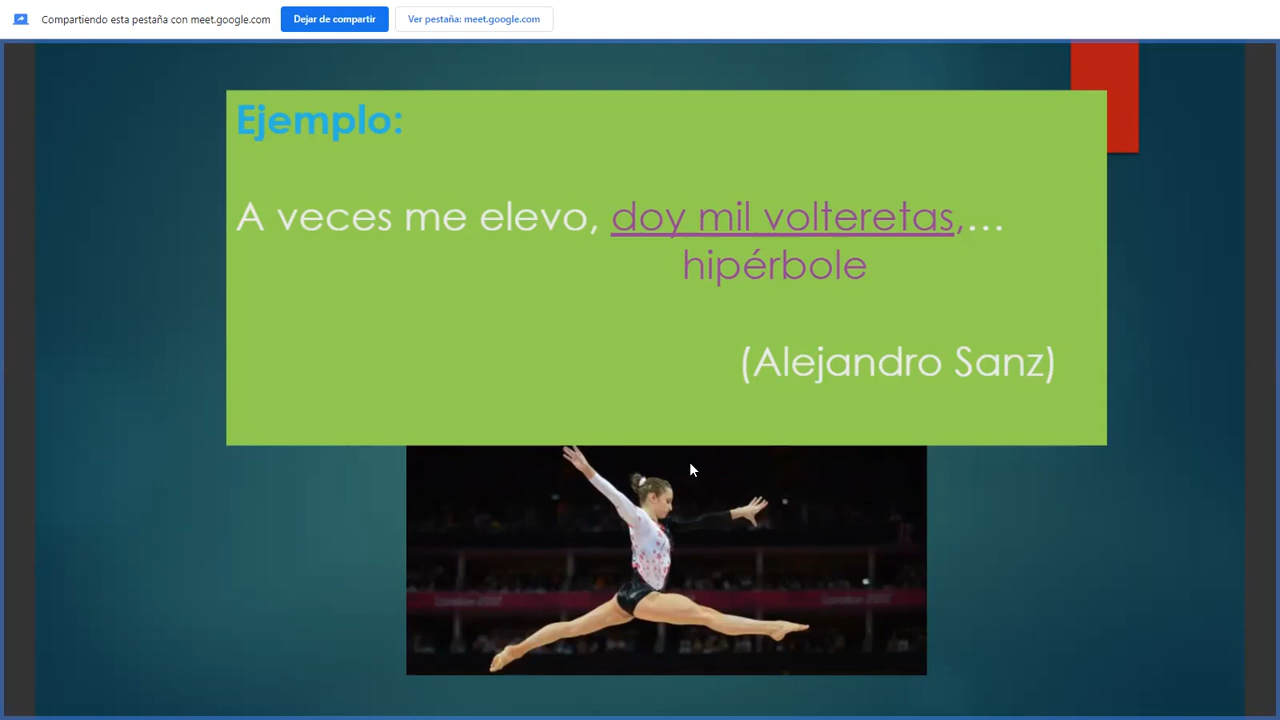 Compartiendo esta pestaña con meet.google.com
Dejar de compartir
Ver pestaña: meet.google.com
Ejemplo:
A veces me elevo, doy mil volteretas,...
hipérbole
(Alejandro Sanz)